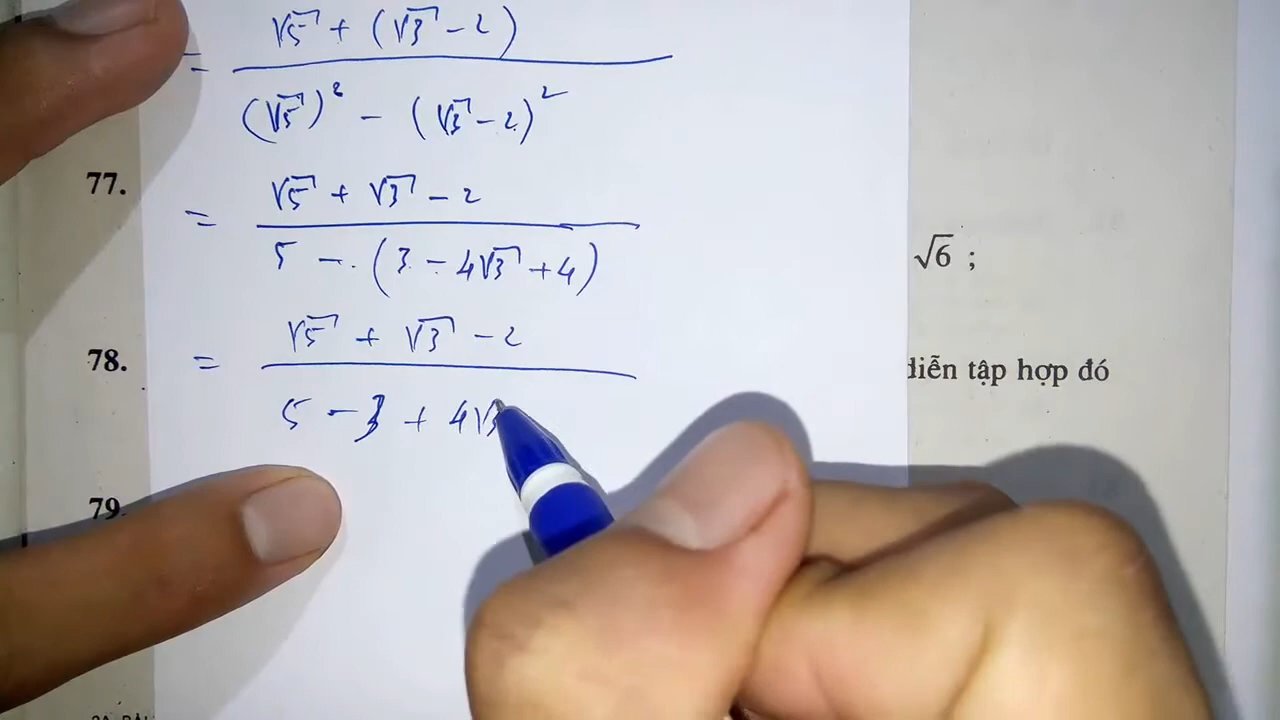 = (√5 + (√3 - 2)) / ((√5)² - (√3 - 2)²)
77.
= (√5 + √3 - 2) / (5 - (3 - 4√3 + 4))
√6 ;
78.
= (√5 + √3 - 2) / (5 - 3 + 4√3
diễn tập hợp đó
79.